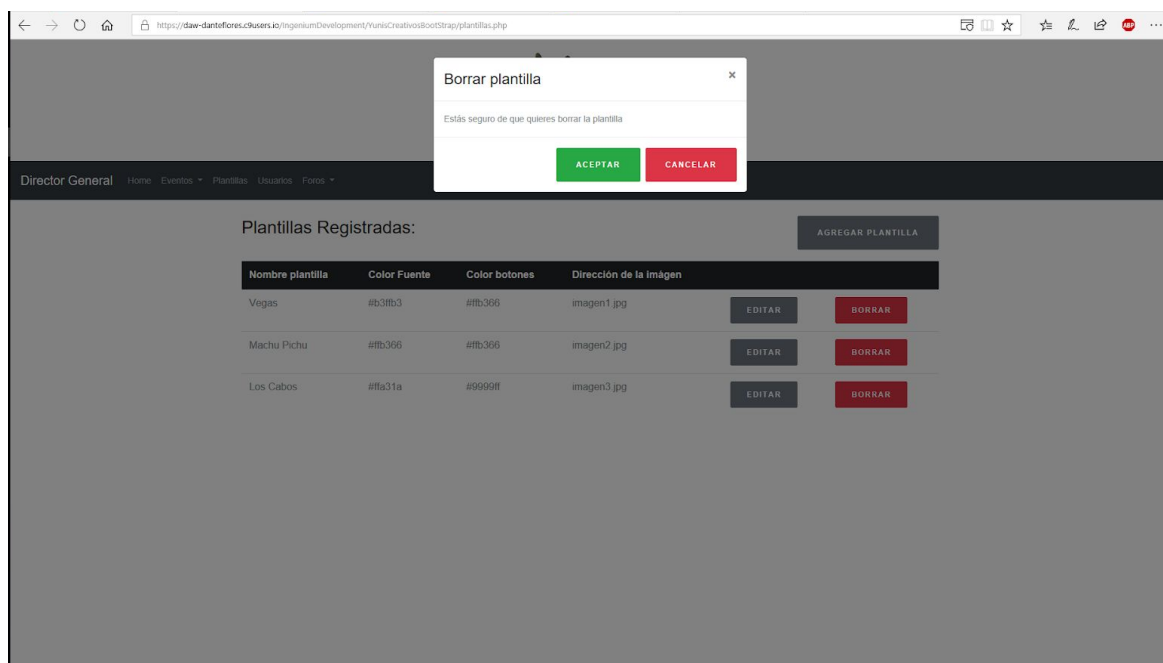 https://daw-danteflores.c9users.io/IngeniumDevelopment/YunisCreativosBootStrap/plantillas.php
ABP
Borrar plantilla ×
Estás seguro de que quieres borrar la plantilla
ACEPTAR CANCELAR
Director General Home Eventos Plantillas Usuarios Foros
Plantillas Registradas: AGREGAR PLANTILLA
Nombre plantilla Color Fuente Color botones Dirección de la imágen
Vegas #b3ffb3 #ffb366 imagen1.jpg EDITAR BORRAR
Machu Pichu #ffb366 #ffb366 imagen2.jpg EDITAR BORRAR
Los Cabos #ffa31a #9999ff imagen3.jpg EDITAR BORRAR